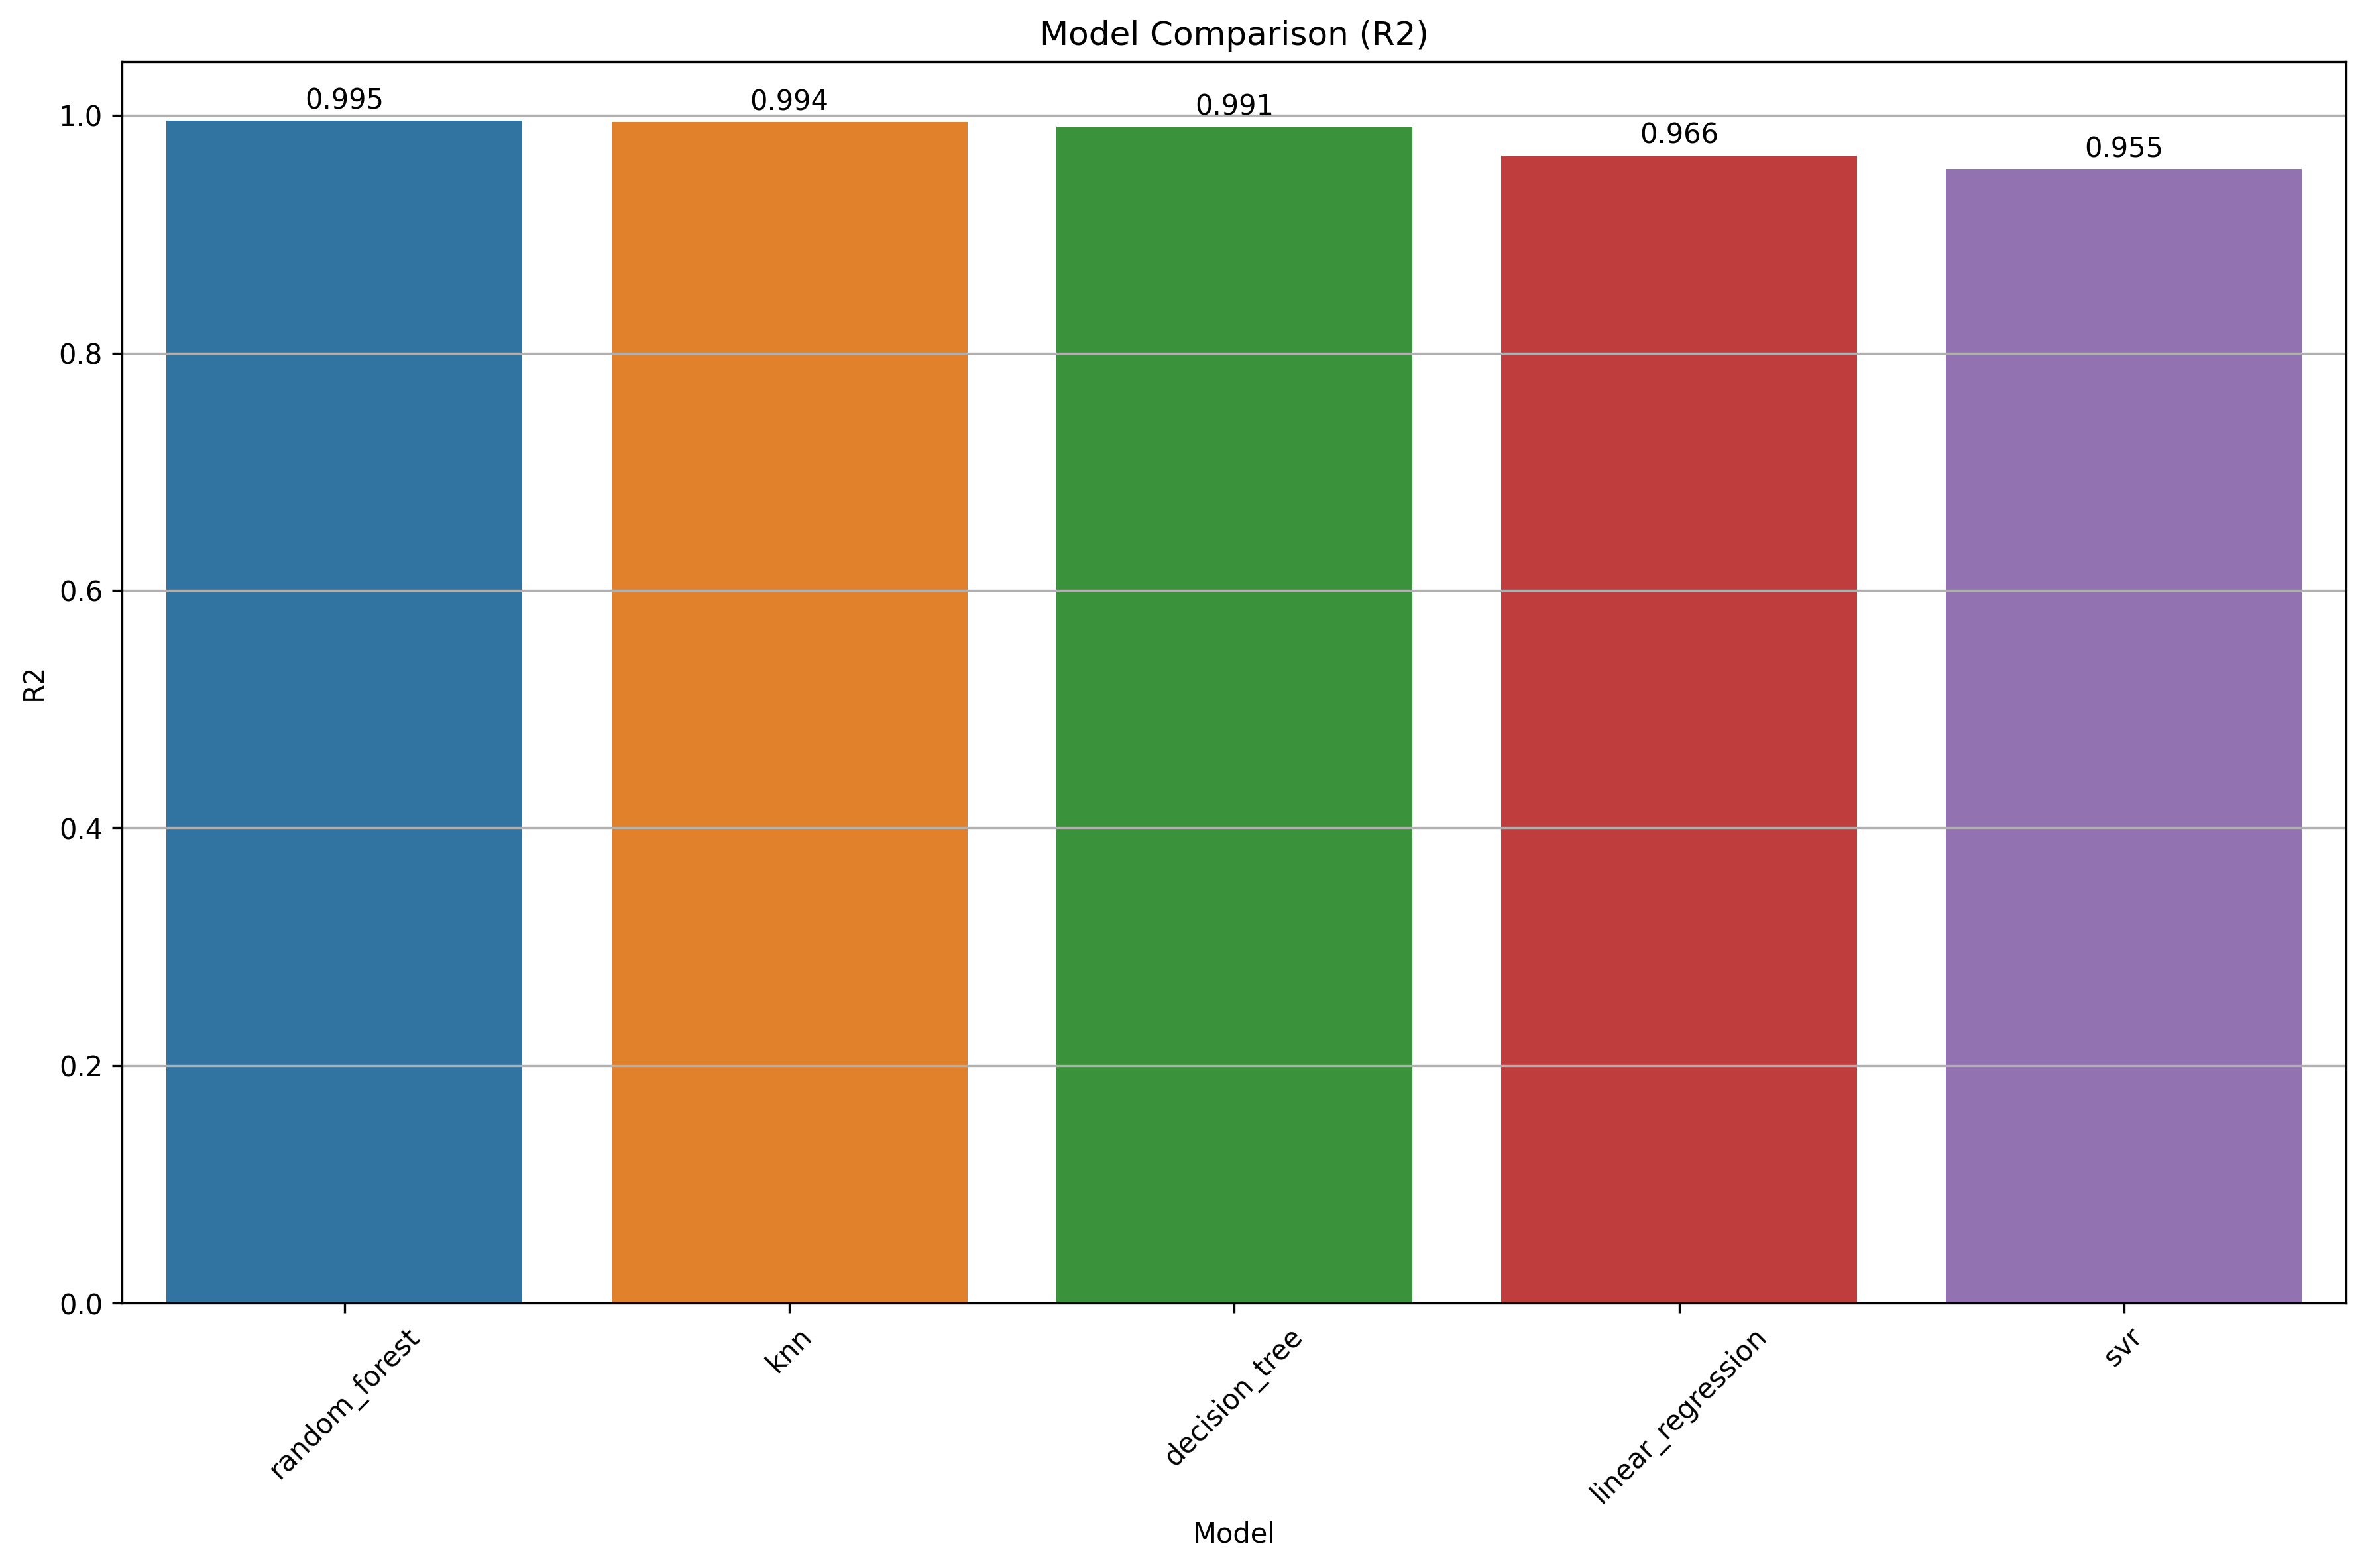 Model Comparison (R2)
0.995
0.994
0.991
0.966
0.955
1.0
0.8
0.6
0.4
0.2
0.0
R2
random_forest
knn
decision_tree
linear_regression
svr
Model